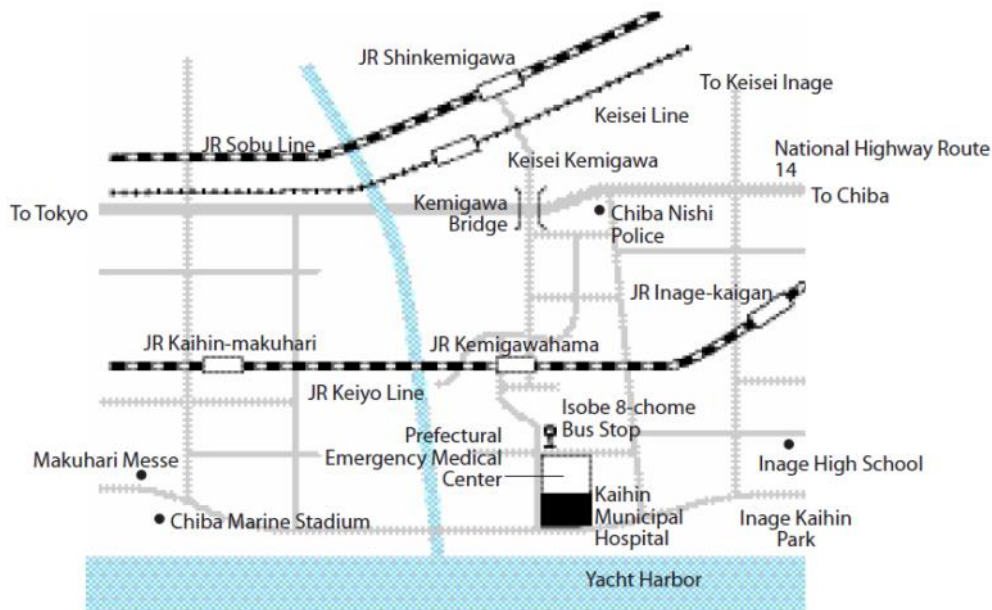 JR Shinkemigawa
To Keisei Inage
Keisei Line
JR Sobu Line
Keisei Kemigawa
National Highway Route
14
To Tokyo
Kemigawa
Bridge
Chiba Nishi
Police
To Chiba
JR Inage-kaigan
JR Kaihin-makuhari
JR Kemigawahama
JR Keiyo Line
Isobe 8-chome
Bus Stop
Prefectural
Emergency Medical
Center
Makuhari Messe
Inage High School
Chiba Marine Stadium
Kaihin
Municipal
Hospital
Inage Kaihin
Park
Yacht Harbor